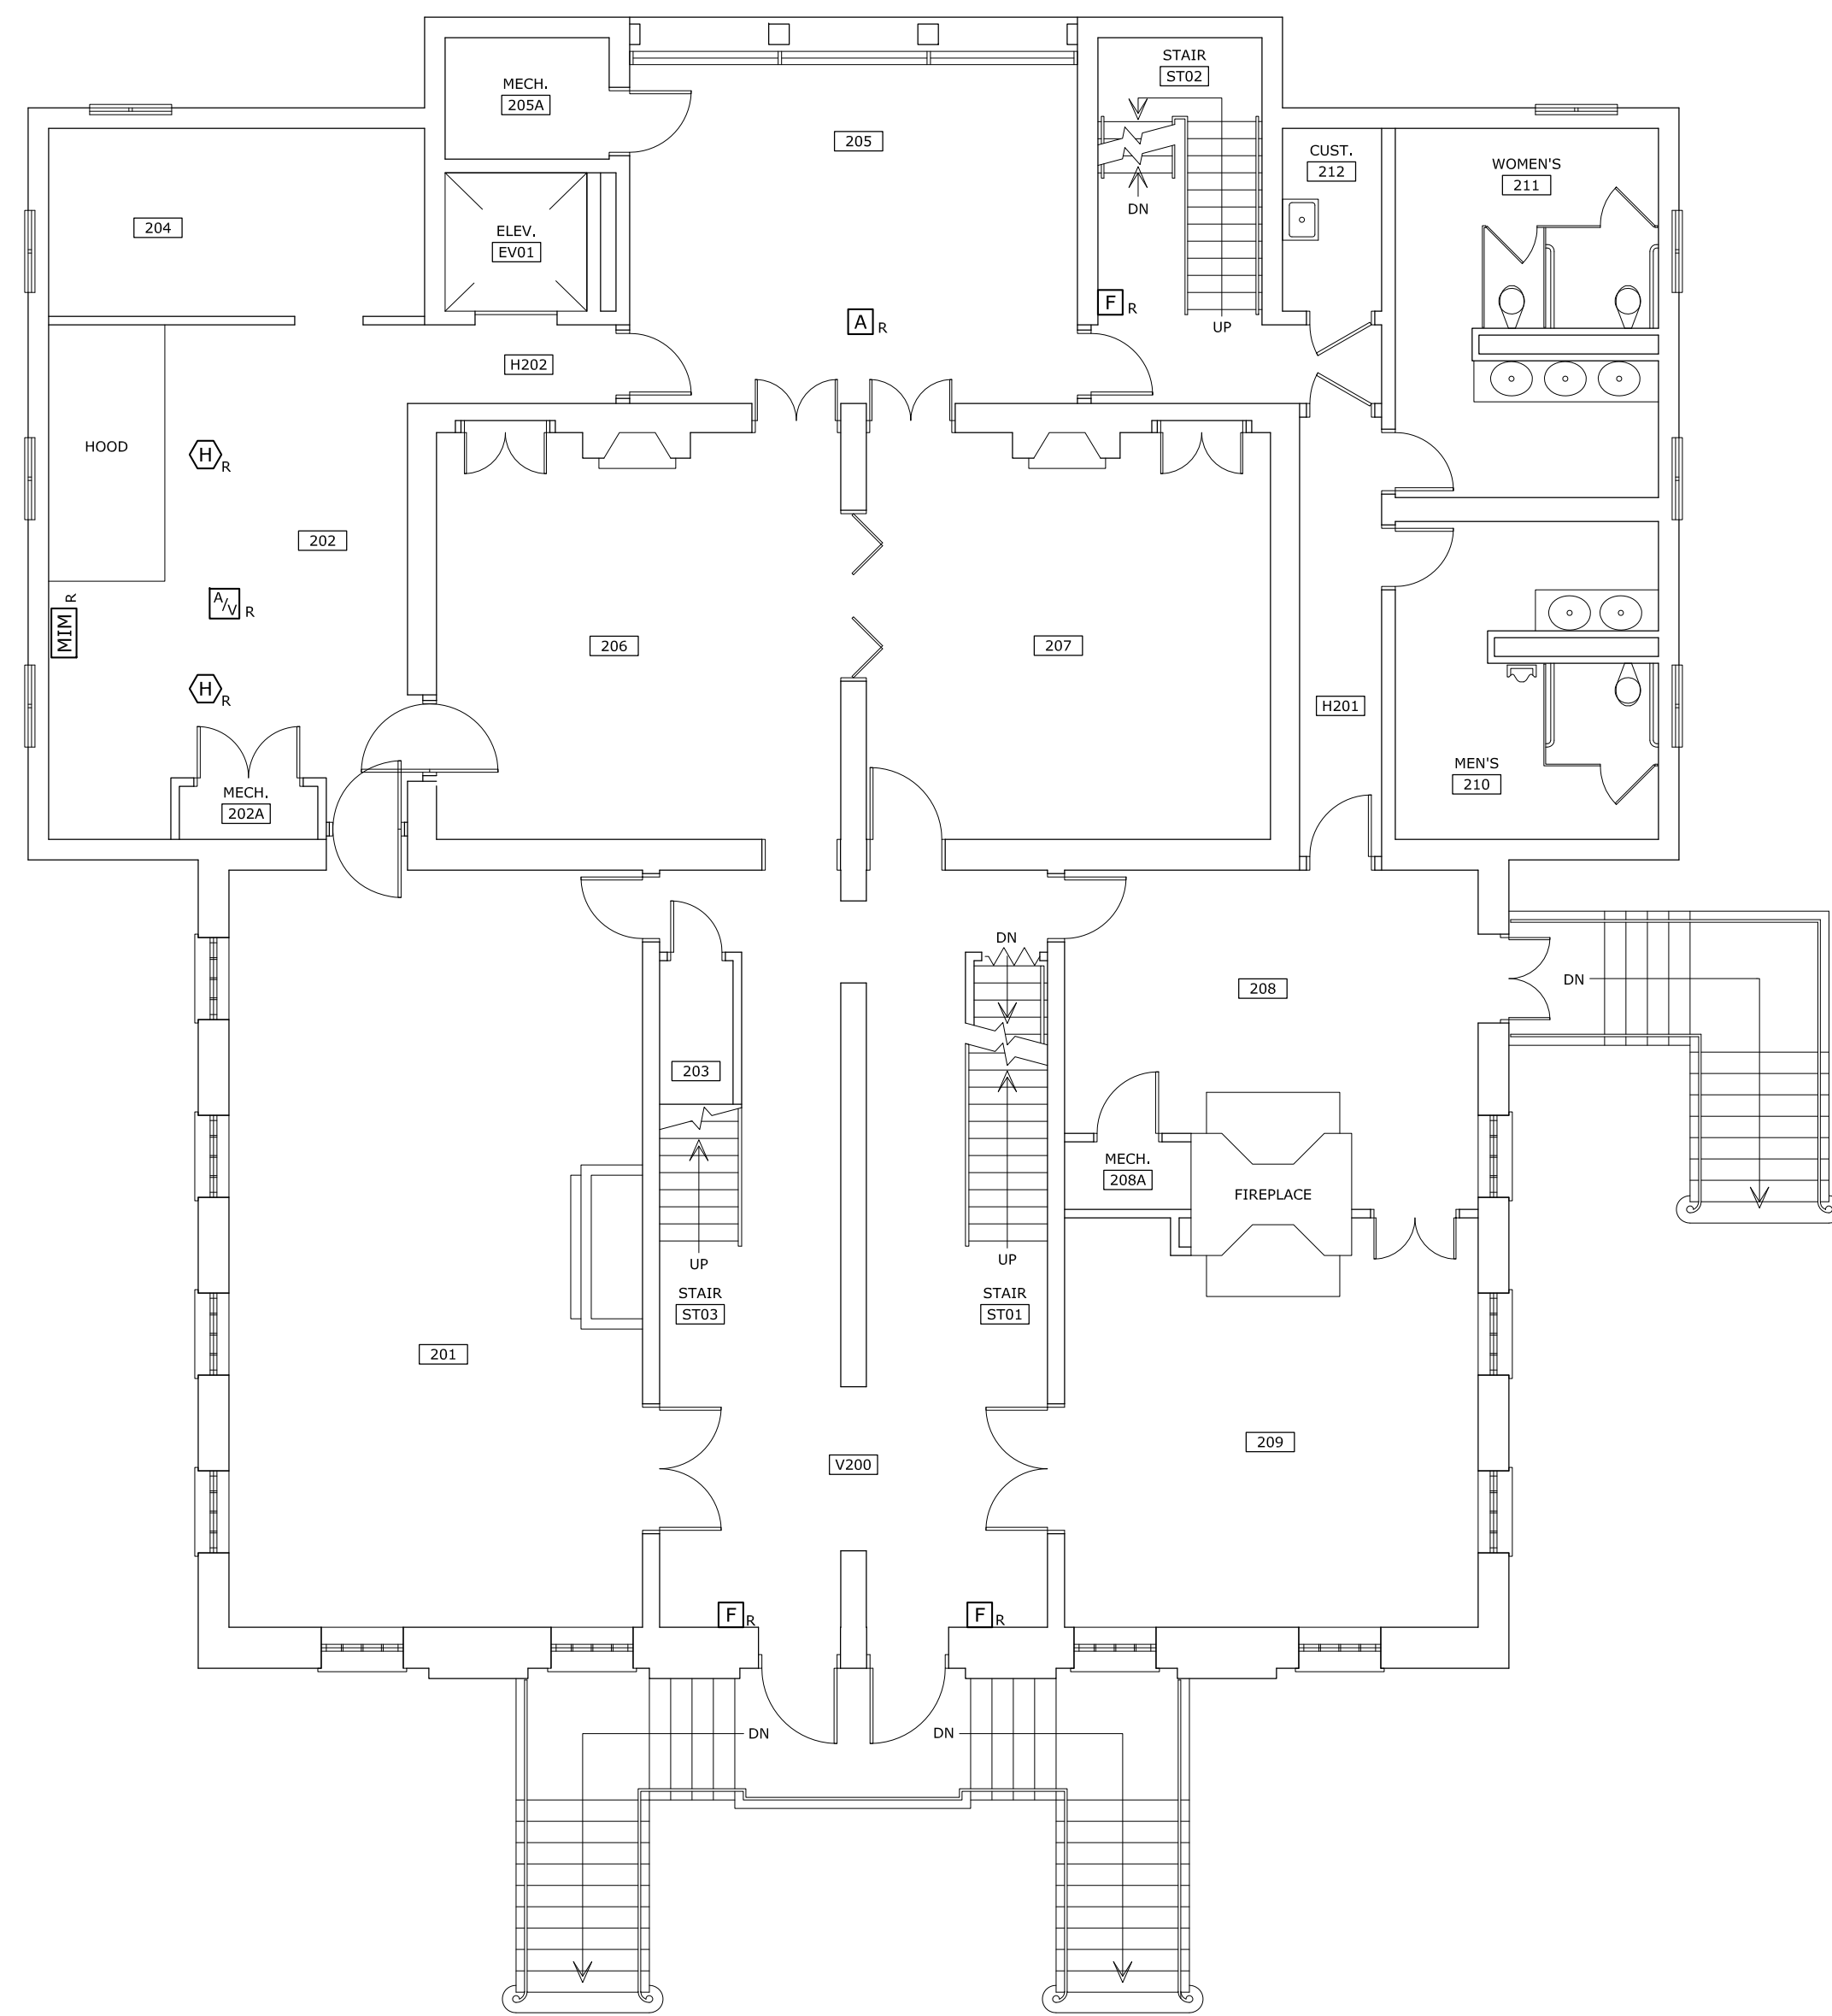 STAIR
ST02
MECH.
205A
205
CUST.
212
WOMEN'S
211
DN
204
ELEV.
EV01
F R
A R
UP
H202
HOOD
H R
202
R
MIM
A/V R
206
207
H R
H201
MECH.
202A
MEN'S
210
DN
208
DN
203
MECH.
208A
FIREPLACE
UP
UP
STAIR
ST03
STAIR
ST01
201
209
V200
F R
F R
DN
DN